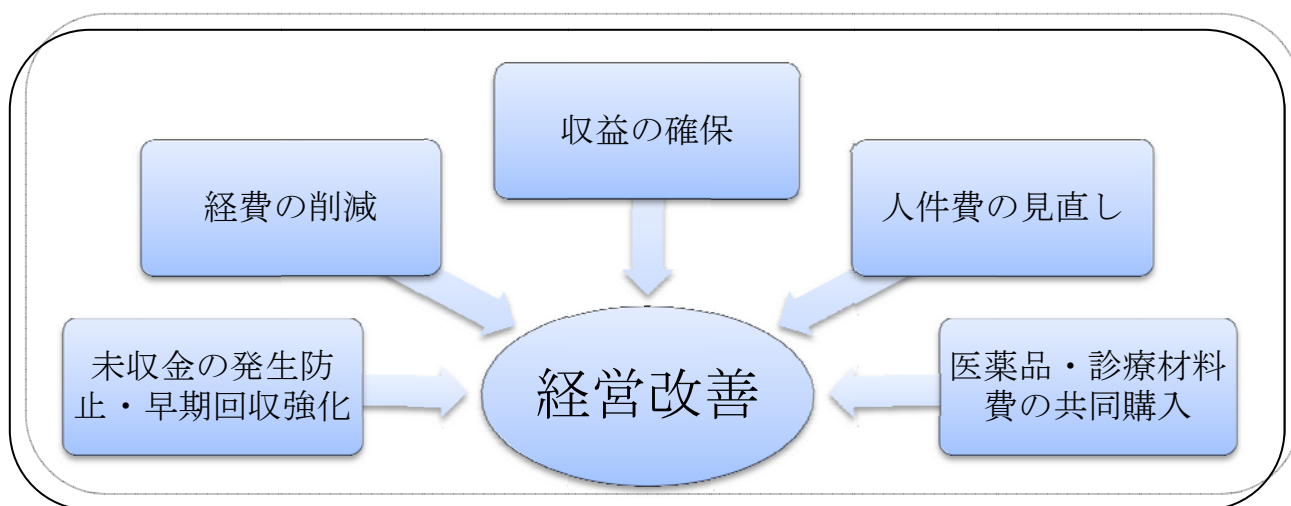 収益の確保
経費の削減
人件費の見直し
未収金の発生防
止・早期回収強化
経営改善
医薬品・診療材料
費の共同購入